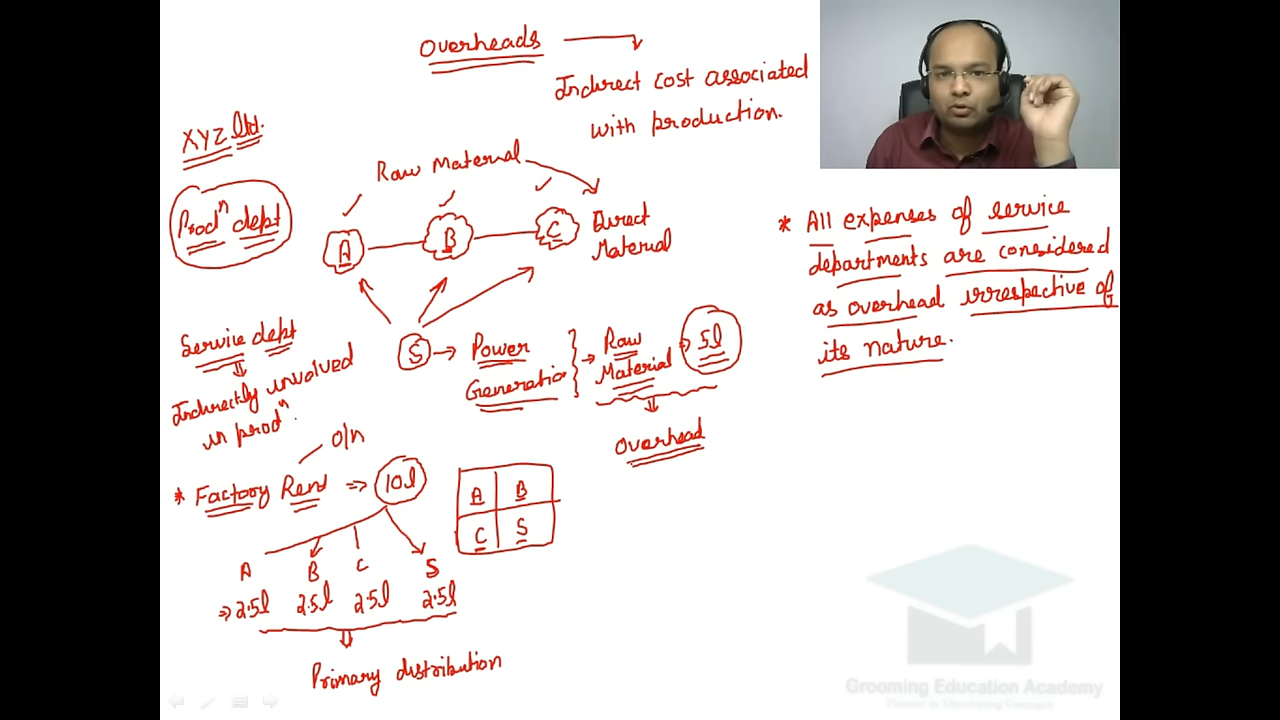 Overheads
Indirect cost associated
with production.
XYZ ltd.
Raw Material
Prodⁿ dept
A
B
C
Direct
Material
* All expenses of service
departments are considered
as overhead irrespective of
its nature.
Service dept
Indirectly involved
in prodⁿ.
S
Power
Generation
Raw
Material
5l
Overhead
O/H
* Factory Rent ⇒ 10l
A B
C S
A B C S
⇒ 2.5l 2.5l 2.5l 2.5l
Primary distribution
Grooming Education Academy